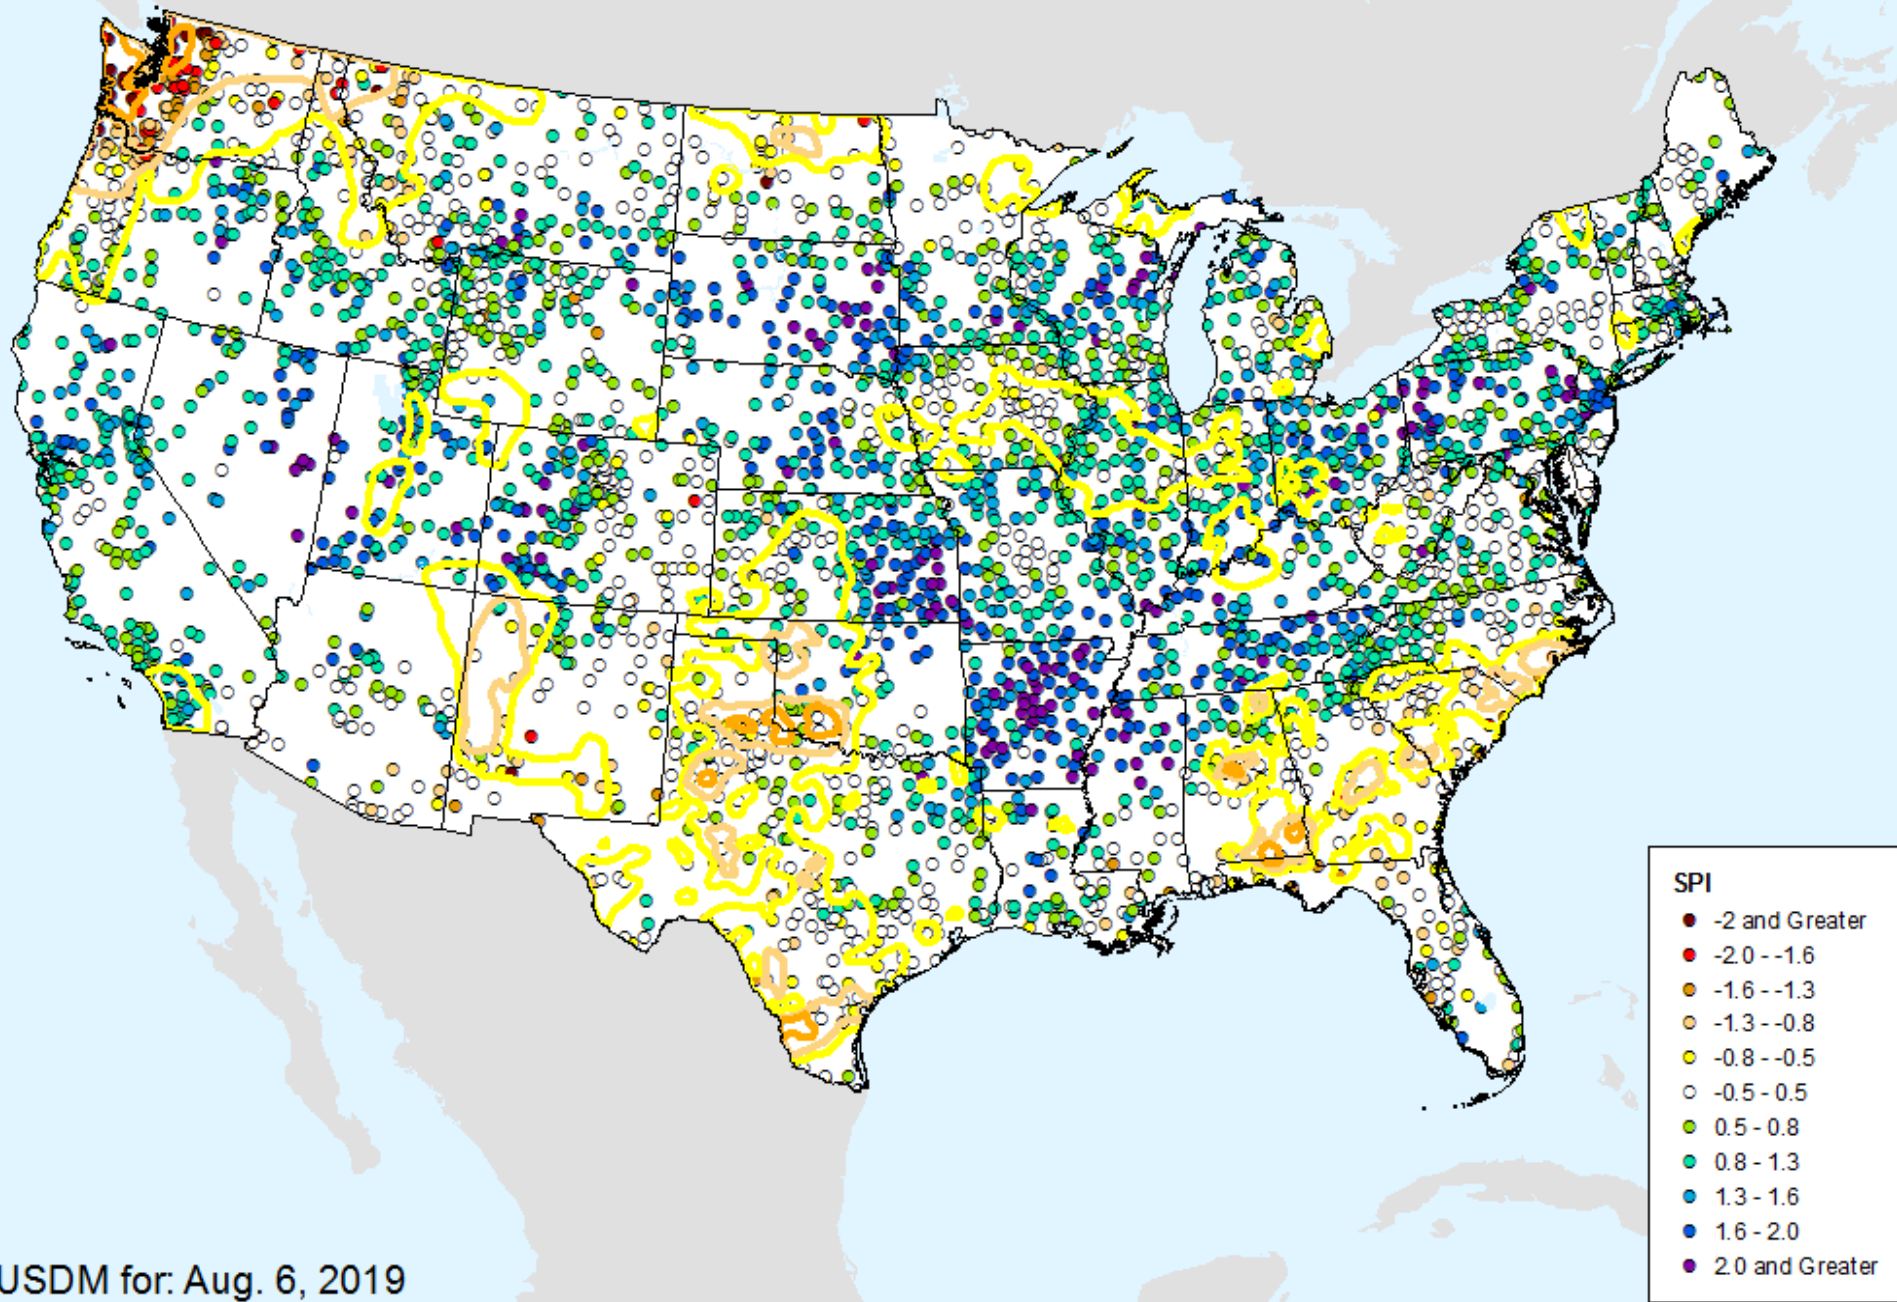 SPI
-2 and Greater
-2.0 - -1.6
-1.6 - -1.3
-1.3 - -0.8
-0.8 - -0.5
-0.5 - 0.5
0.5 - 0.8
0.8 - 1.3
1.3 - 1.6
1.6 - 2.0
2.0 and Greater
USDM for: Aug. 6, 2019